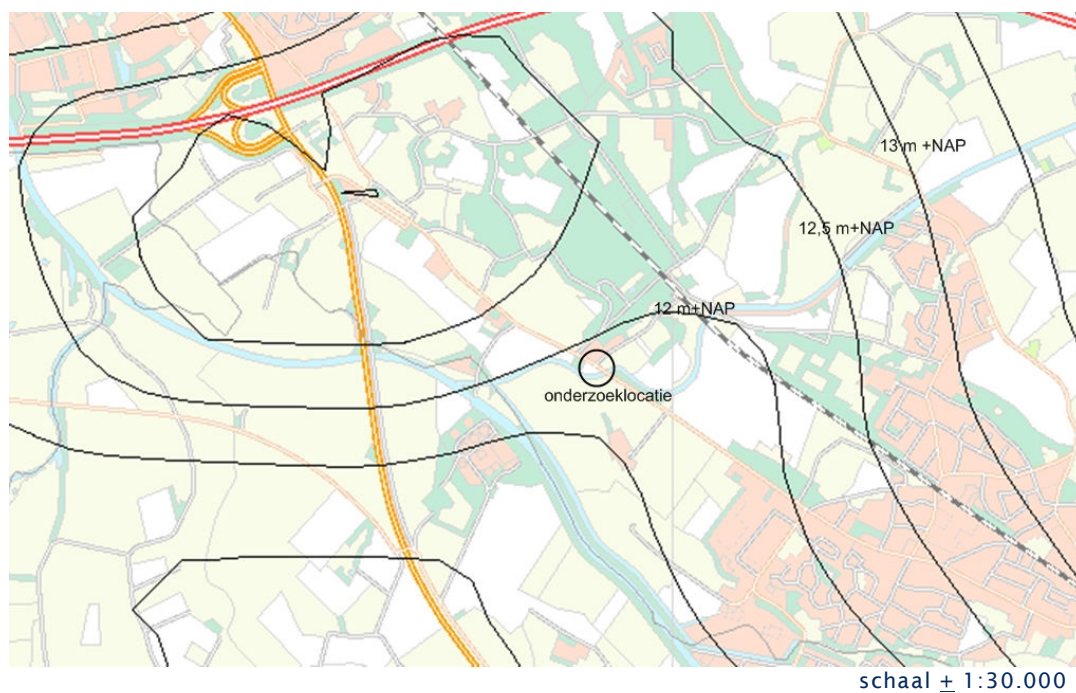 13 m +NAP
12,5 m+NAP
12 m+NAP
onderzoeklocatie
schaal ± 1:30.000